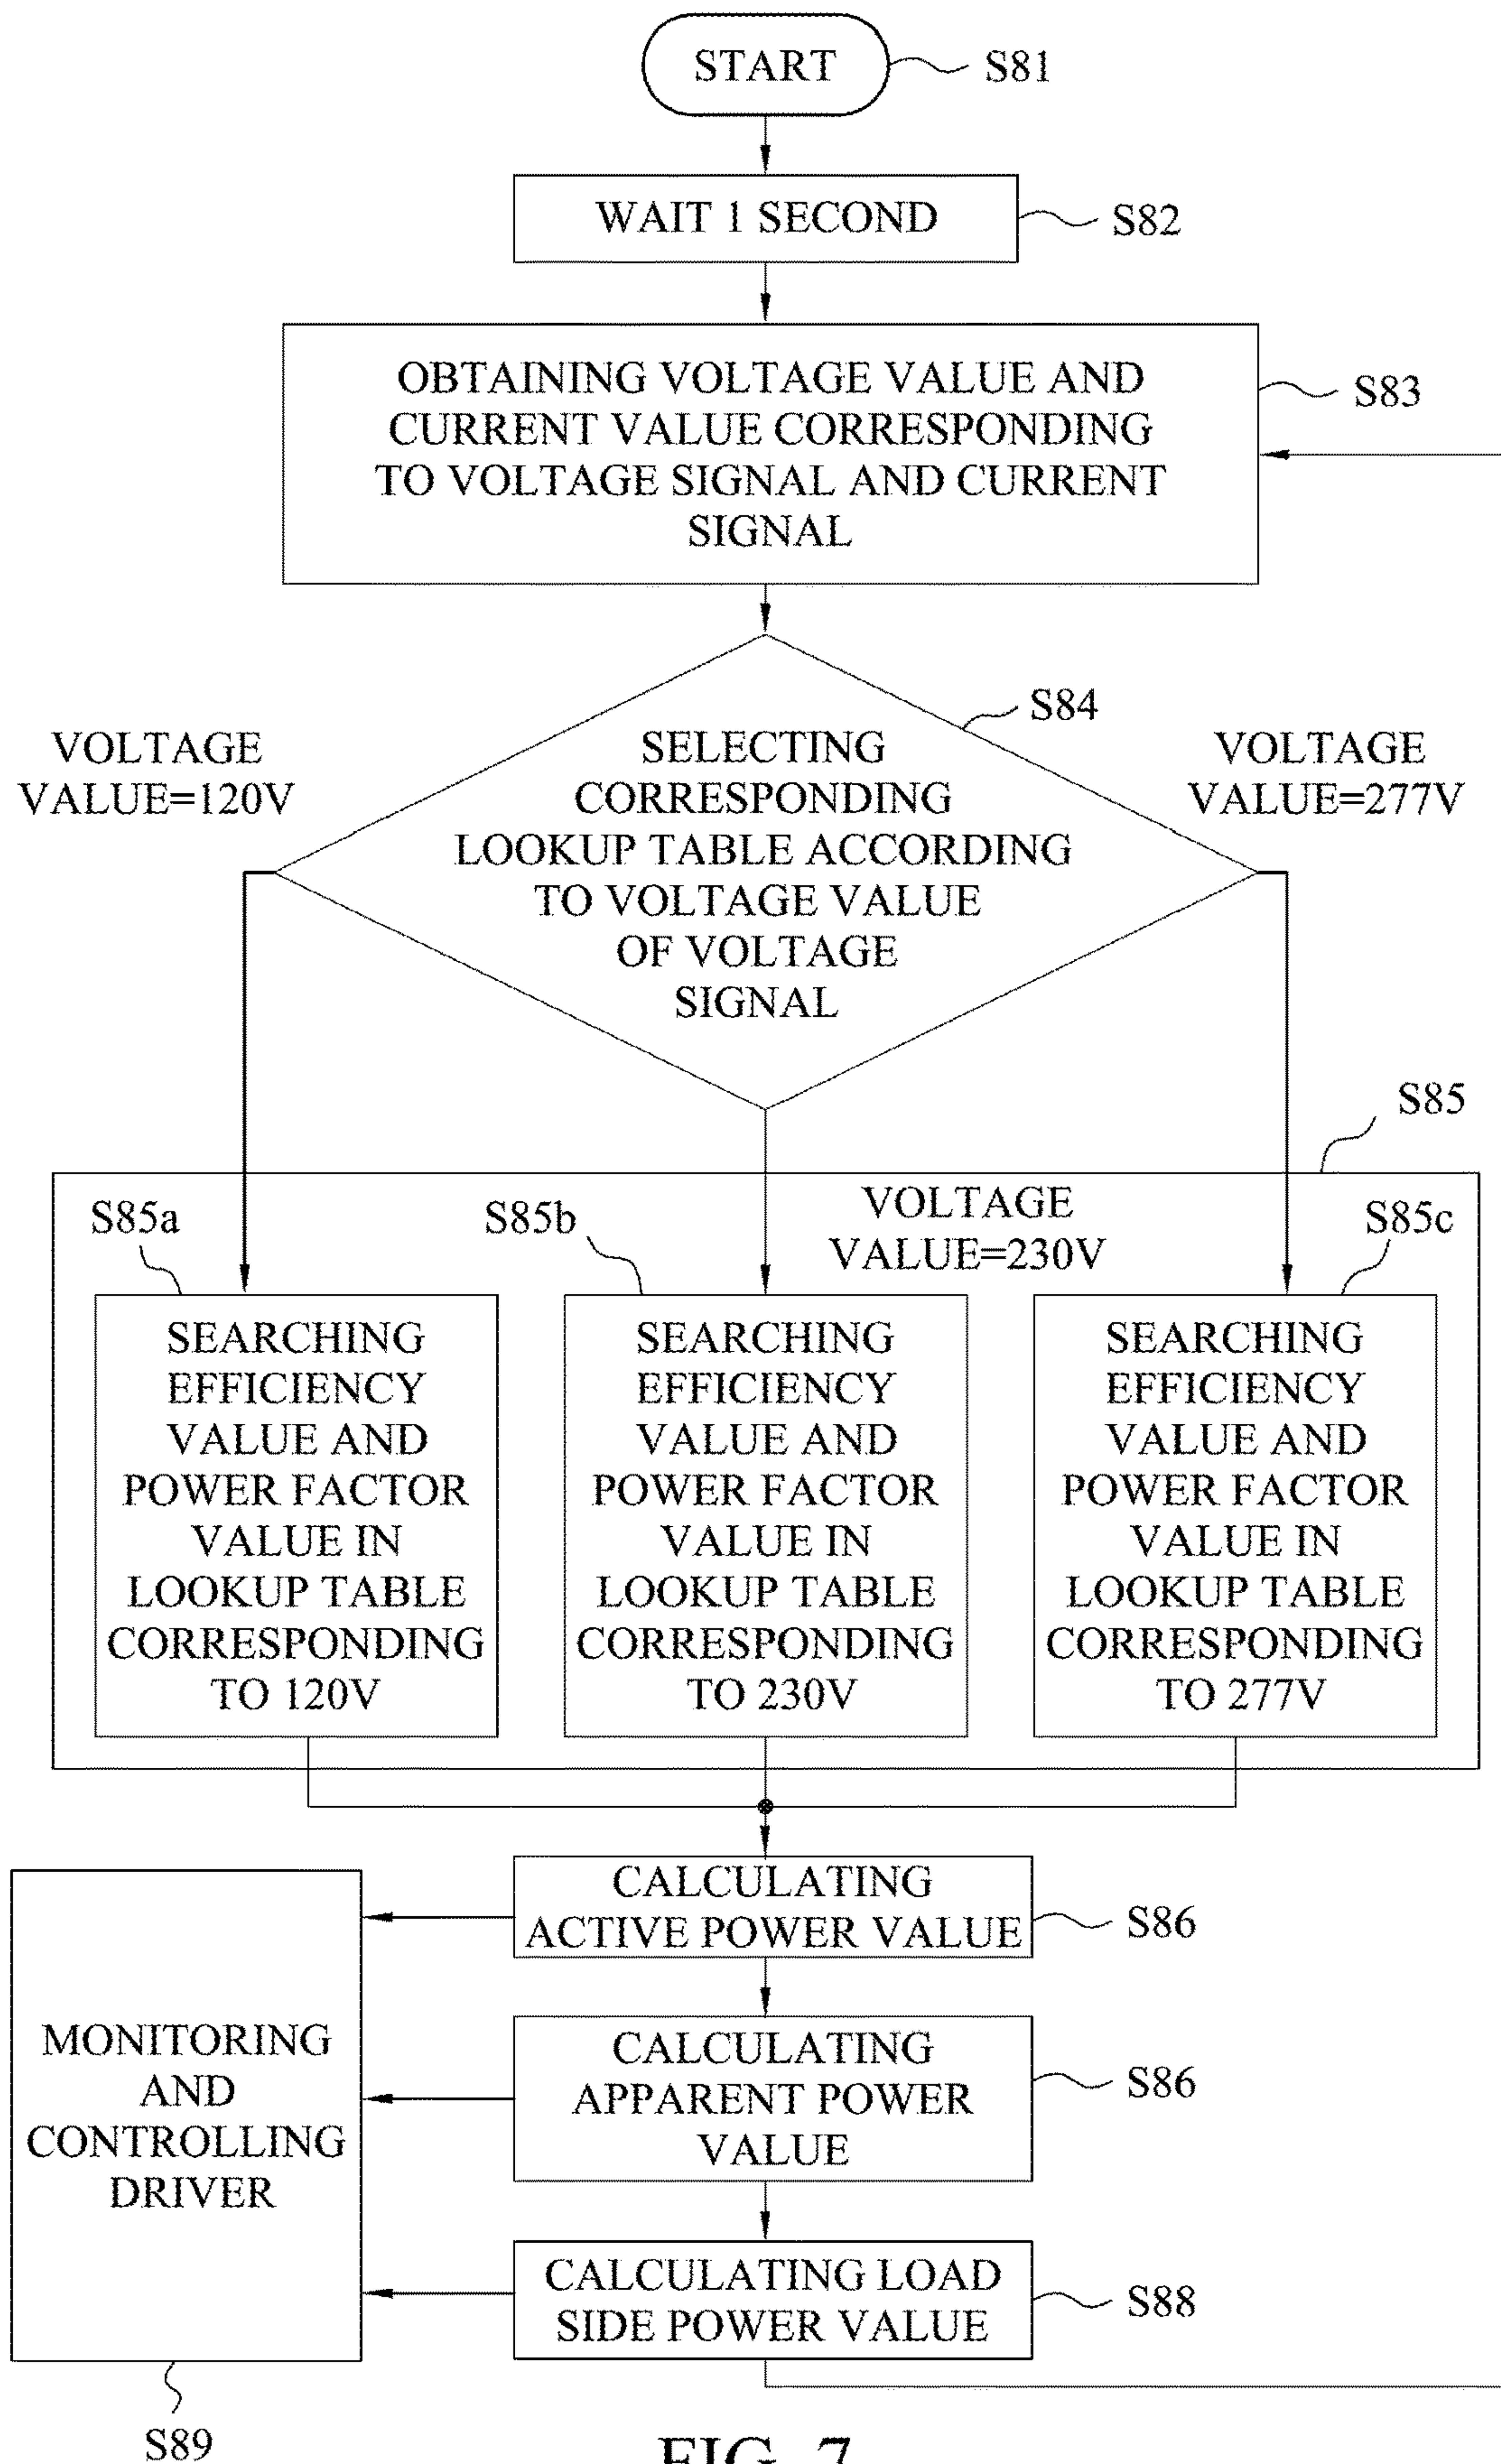 START
S81
WAIT 1 SECOND
S82
OBTAINING VOLTAGE VALUE AND
CURRENT VALUE CORRESPONDING
TO VOLTAGE SIGNAL AND CURRENT
SIGNAL
S83
S84
VOLTAGE
VALUE=120V
SELECTING
CORRESPONDING
LOOKUP TABLE ACCORDING
TO VOLTAGE VALUE
OF VOLTAGE
SIGNAL
VOLTAGE
VALUE=277V
S85
S85a
S85b
VOLTAGE
VALUE=230V
S85c
SEARCHING
EFFICIENCY
VALUE AND
POWER FACTOR
VALUE IN
LOOKUP TABLE
CORRESPONDING
TO 120V
SEARCHING
EFFICIENCY
VALUE AND
POWER FACTOR
VALUE IN
LOOKUP TABLE
CORRESPONDING
TO 230V
SEARCHING
EFFICIENCY
VALUE AND
POWER FACTOR
VALUE IN
LOOKUP TABLE
CORRESPONDING
TO 277V
CALCULATING
ACTIVE POWER VALUE
S86
CALCULATING
APPARENT POWER
VALUE
S86
CALCULATING LOAD
SIDE POWER VALUE
S88
MONITORING
AND
CONTROLLING
DRIVER
S89
FIG. 7